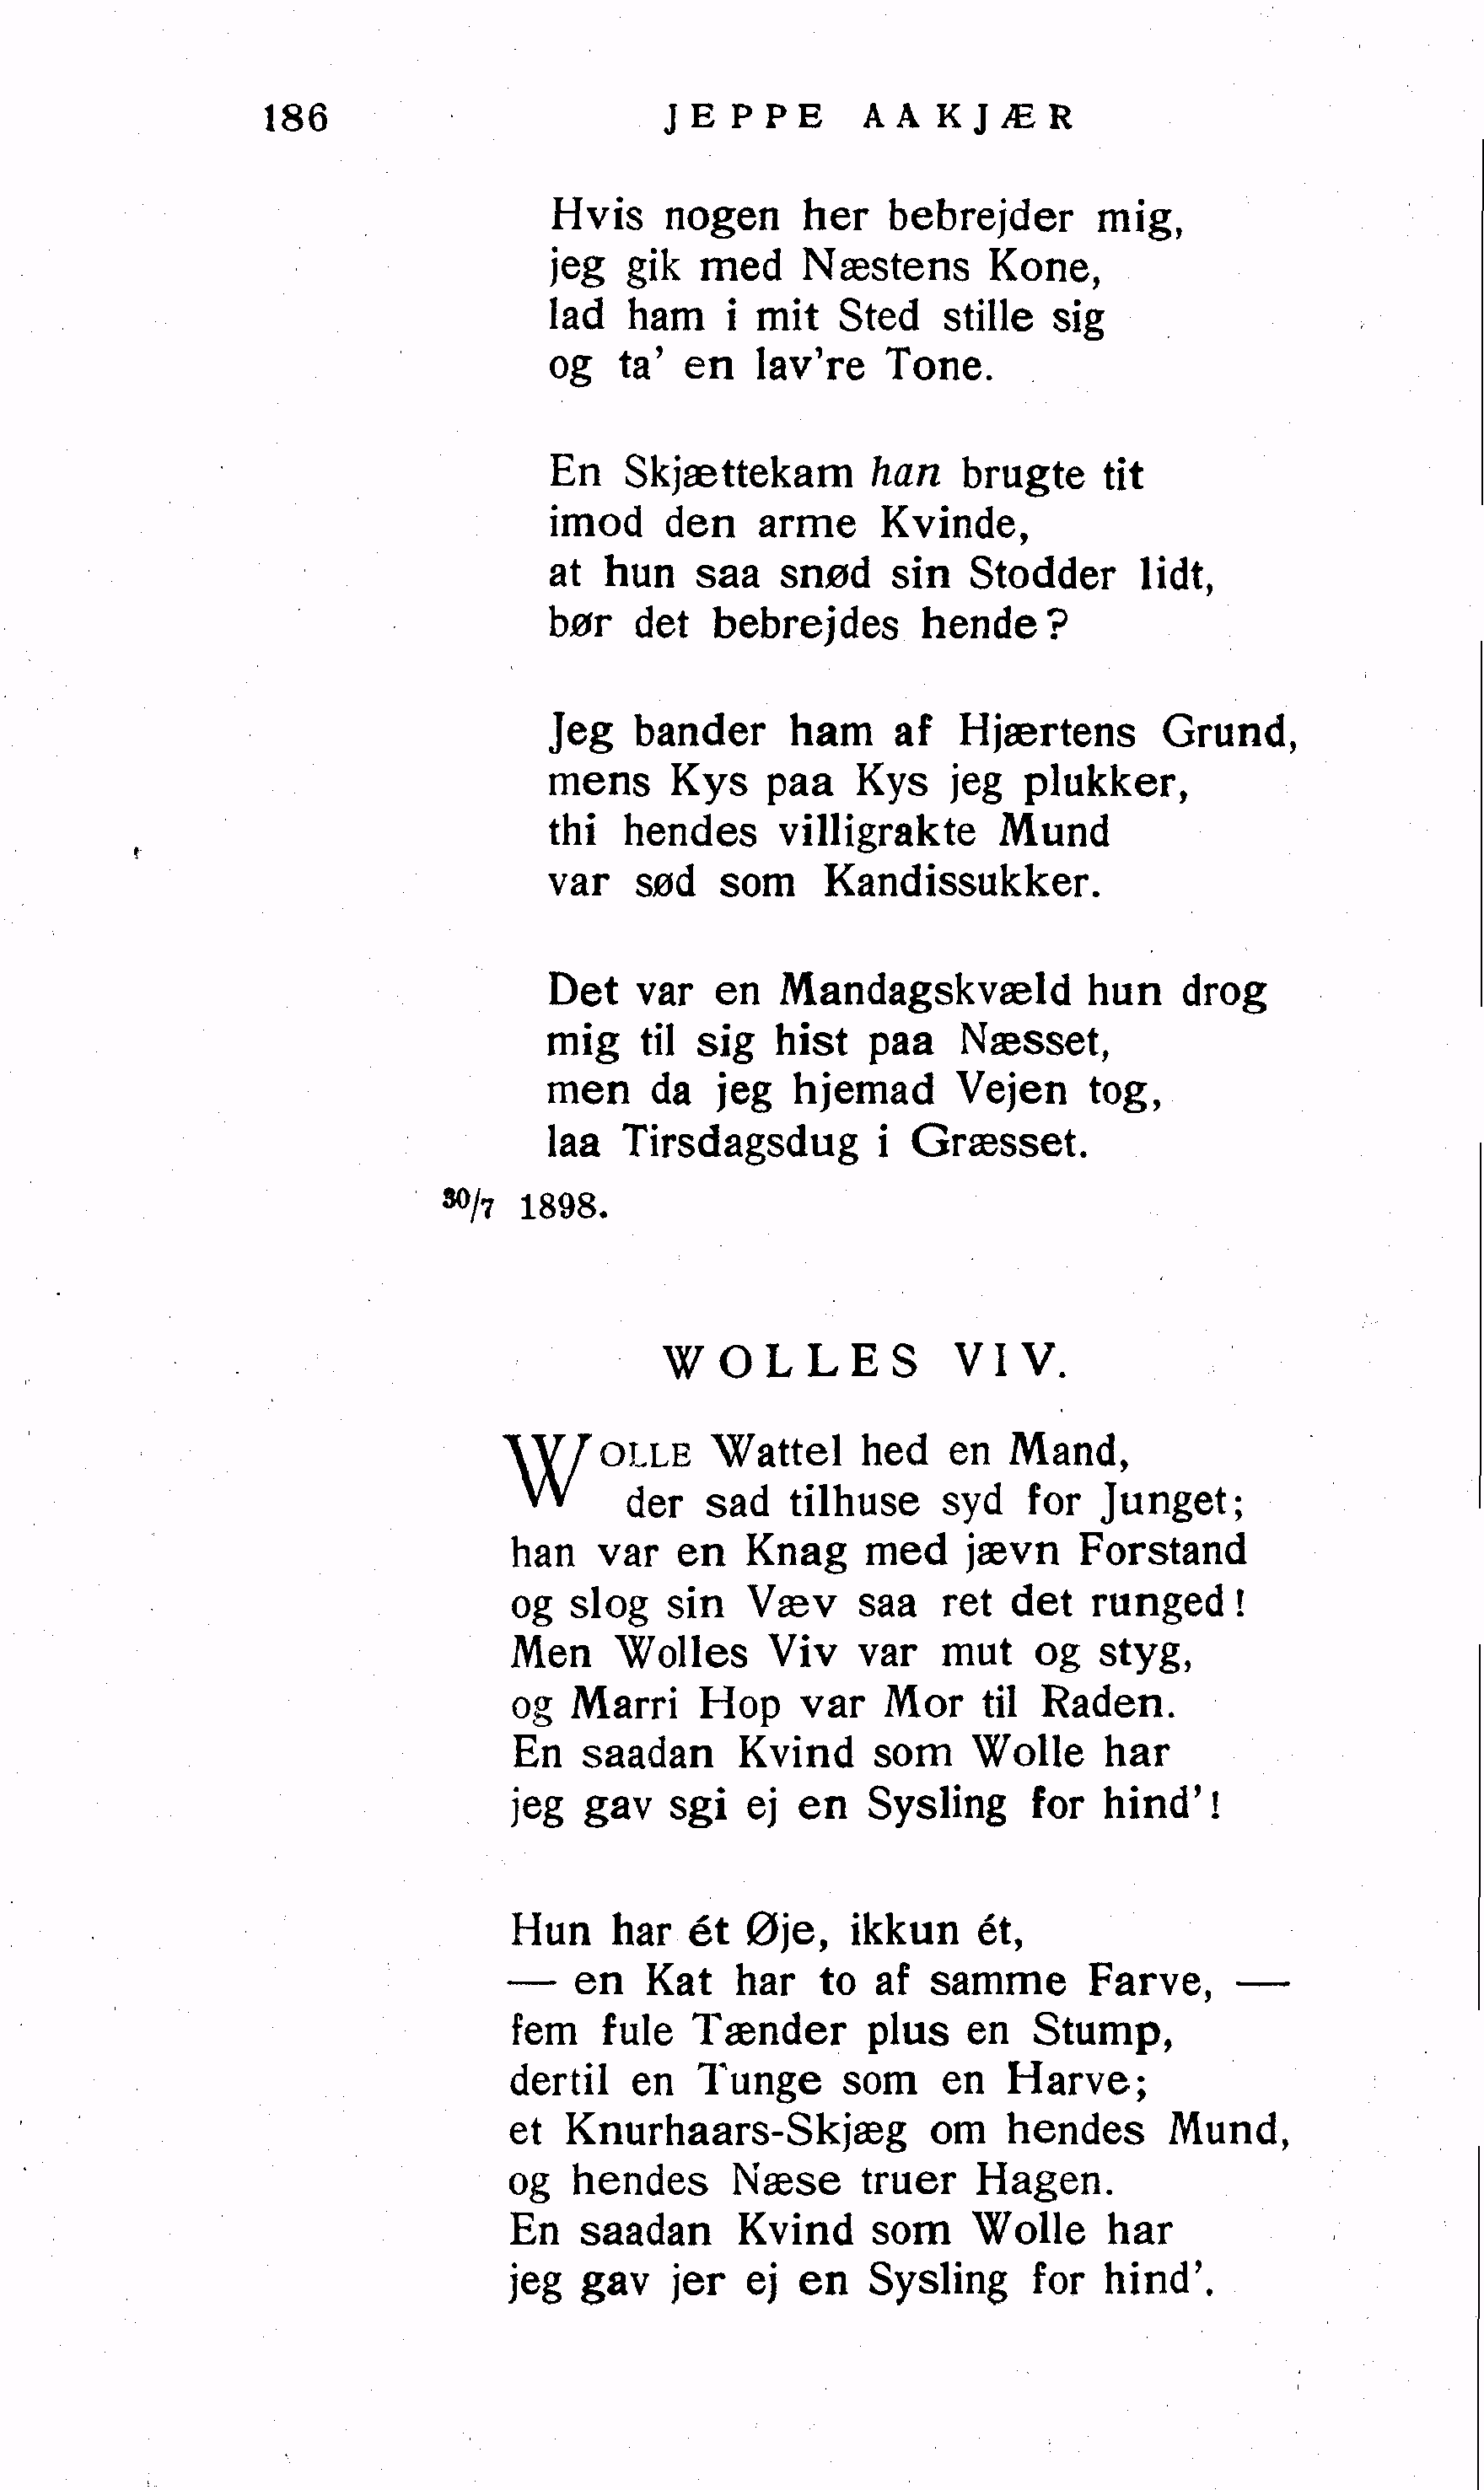 186 JEPPE AAKJÆR
Hvis nogen her bebrejder mig,
jeg gik med Næstens Kone,
lad ham i mit Sted stille sig
og ta' en lav're Tone.
En Skjættekam han brugte tit
imod den arme Kvinde,
at hun saa snød sin Stodder lidt,
bør det bebrejdes hende?
Jeg bander ham af Hjærtens Grund,
mens Kys paa Kys jeg plukker,
thi hendes villigrakte Mund
var sød som Kandissukker.
Det var en Mandagskvæld hun drog
mig til sig hist paa Næsset,
men da jeg hjemad Vejen tog,
laa Tirsdagsdug i Græsset.
30/7 1898.
WOLLES VIV.
WOLLE Wattel hed en Mand,
der sad tilhuse syd for Junget;
han var en Knag med jævn Forstand
og slog sin Væv saa ret det runged!
Men Wolles Viv var mut og styg,
og Marri Hop var Mor til Raden.
En saadan Kvind som Wolle har
jeg gav sgi ej en Sysling for hind'!
Hun har ét Øje, ikkun ét,
— en Kat har to af samme Farve, —
fem fule Tænder plus en Stump,
dertil en Tunge som en Harve;
et Knurhaars-Skjæg om hendes Mund,
og hendes Næse truer Hagen.
En saadan Kvind som Wolle har
jeg gav jer ej en Sysling for hind'.